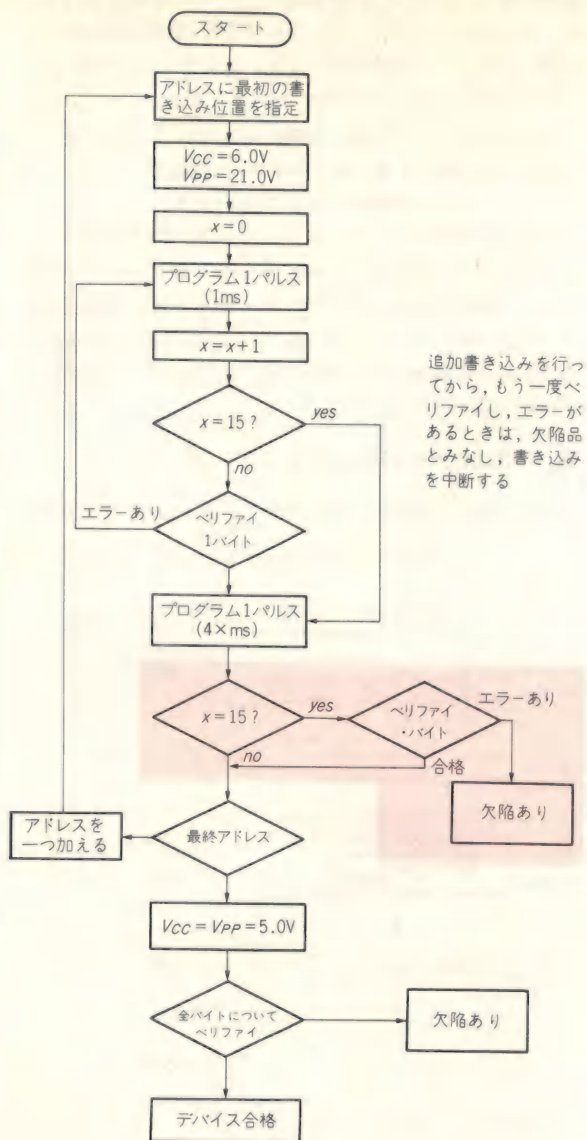 スタート
アドレスに最初の書
き込み位置を指定
VCC=6.0V
VPP=21.0V
x=0
プログラム1パルス
(1ms)
x=x+1
追加書き込みを行っ
てから,もう一度ベ
リファイし,エラーが
あるときは,欠陥品
とみなし,書き込み
を中断する
x=15?
yes
no
エラーあり
ベリファイ
1バイト
プログラム1パルス
(4×ms)
x=15?
yes
ベリファイ
・バイト
エラーあり
no
合格
欠陥あり
アドレスを
一つ加える
最終アドレス
VCC=VPP=5.0V
全バイトについて
ベリファイ
欠陥あり
デバイス合格